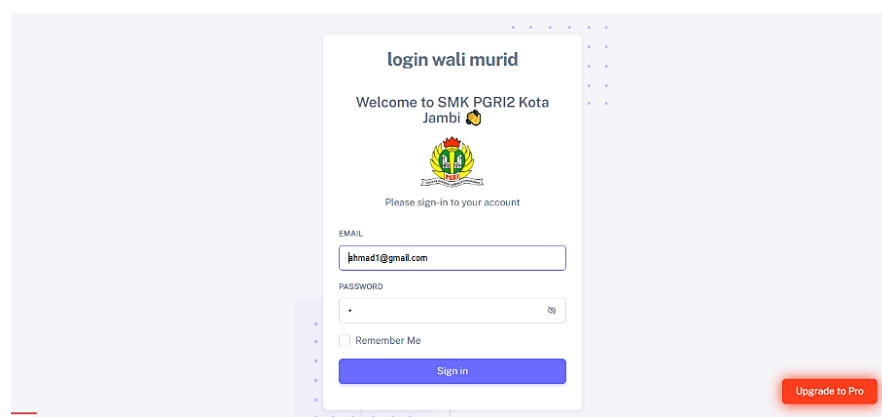 login wali murid
Welcome to SMK PGRI2 Kota
Jambi 👋
PGRI
Please sign-in to your account
EMAIL
ahmad1@gmail.com
PASSWORD
•
Remember Me
Sign in
Upgrade to Pro